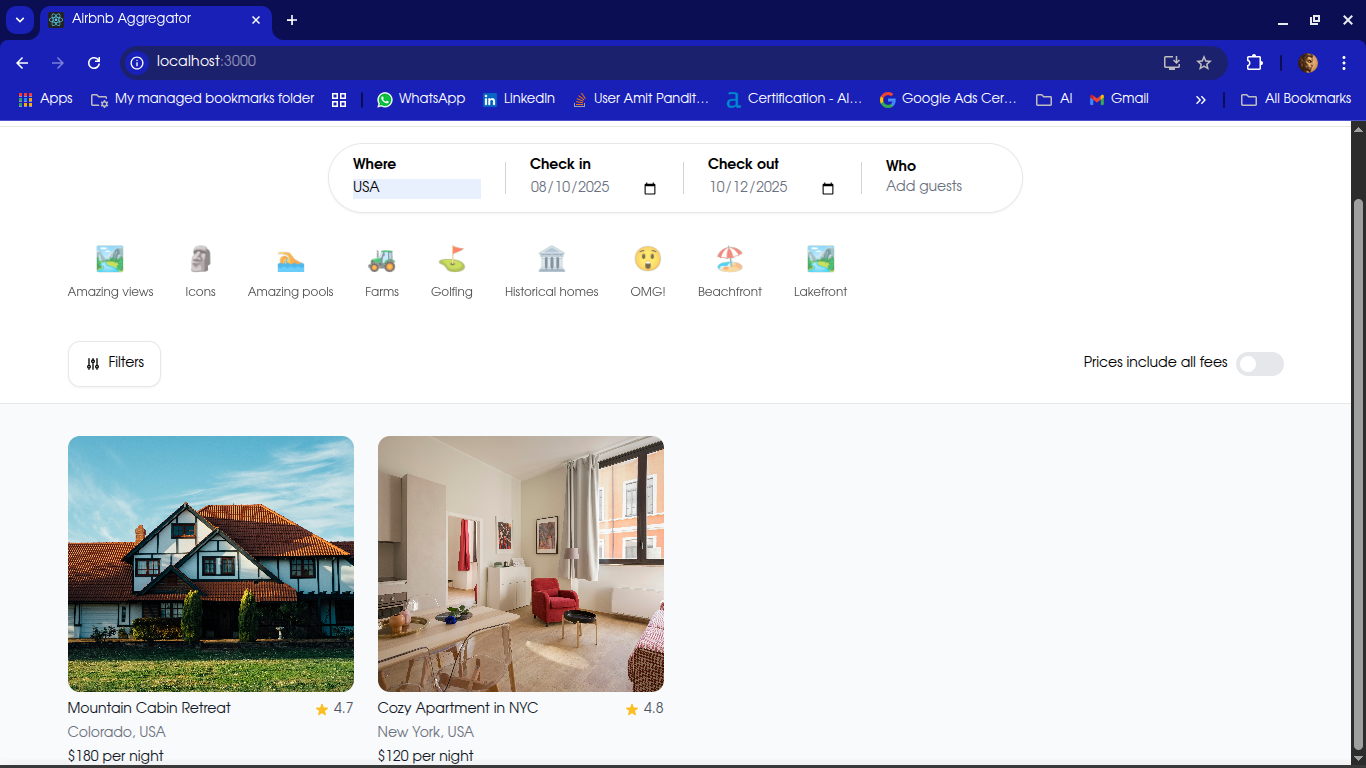 Airbnb Aggregator
localhost:3000
Apps My managed bookmarks folder WhatsApp LinkedIn User Amit Pandit... Certification - Al... Google Ads Cer... AI Gmail » All Bookmarks
Where Check in Check out Who
USA 08/10/2025 10/12/2025 Add guests
Amazing views Icons Amazing pools Farms Golfing Historical homes OMG! Beachfront Lakefront
Filters Prices include all fees
Mountain Cabin Retreat 4.7 Cozy Apartment in NYC 4.8
Colorado, USA New York, USA
$180 per night $120 per night